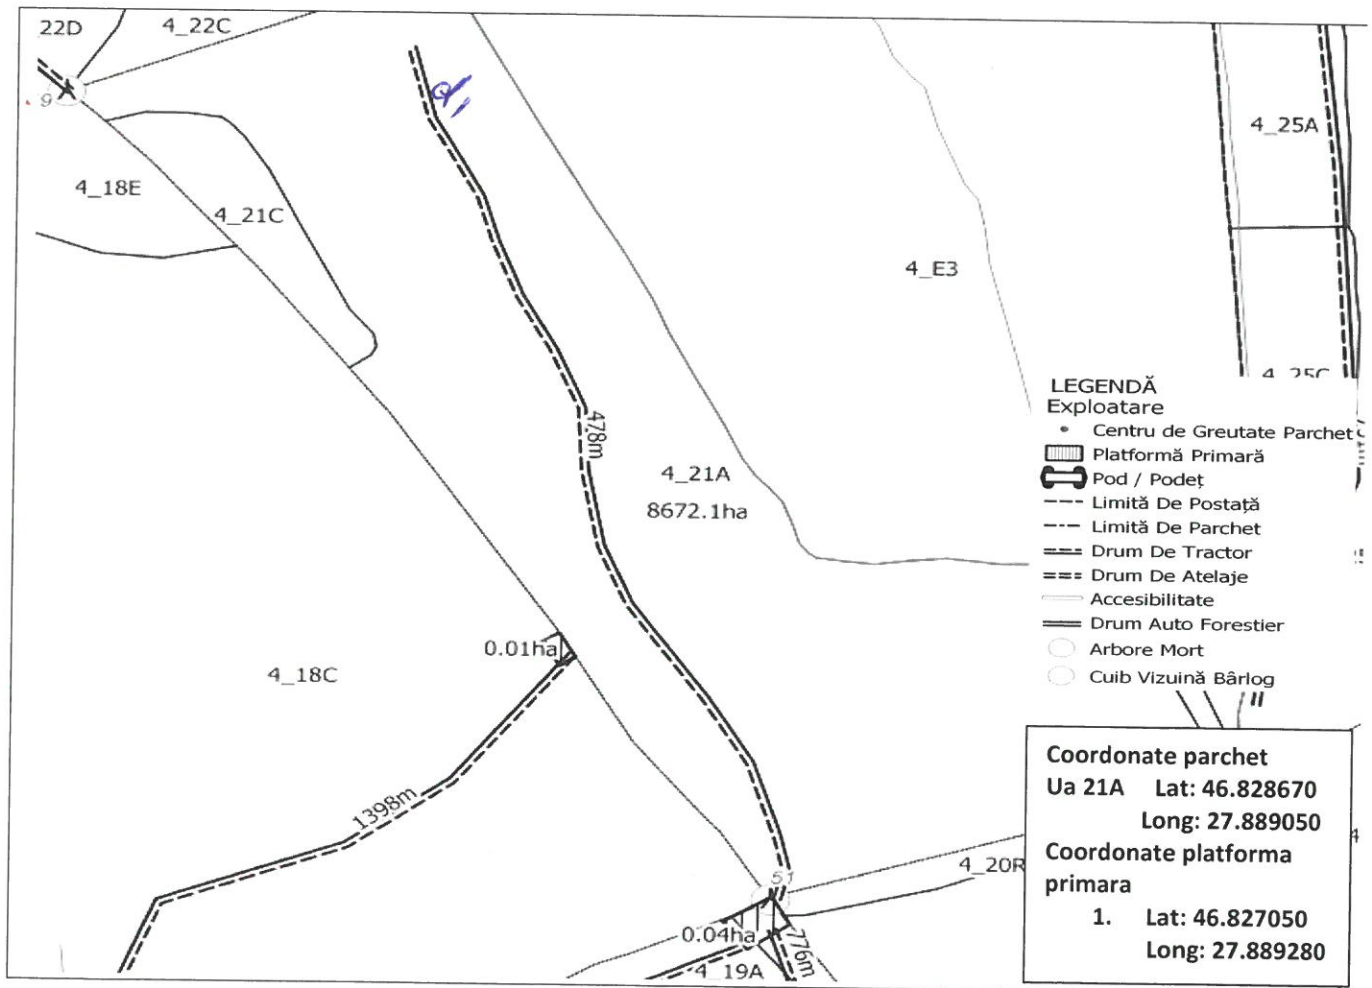 22D
4_22C
9
4_18E
4_21C
4_25A
4_E3
4_25C
478m
4_21A
8672.1ha
LEGENDĂ
Exploatare
Centru de Greutate Parchet
Platformă Primară
Pod / Podeț
Limită De Postață
Limită De Parchet
Drum De Tractor
Drum De Atelaje
Accesibilitate
Drum Auto Forestier
Arbore Mort
Cuib Vizuină Bârlog
0.01ha
4_18C
1398m
Coordonate parchet
Ua 21A Lat: 46.828670
Long: 27.889050
Coordonate platforma
primara
1. Lat: 46.827050
Long: 27.889280
4
4_20R
51
0.04ha
776m
4_19A